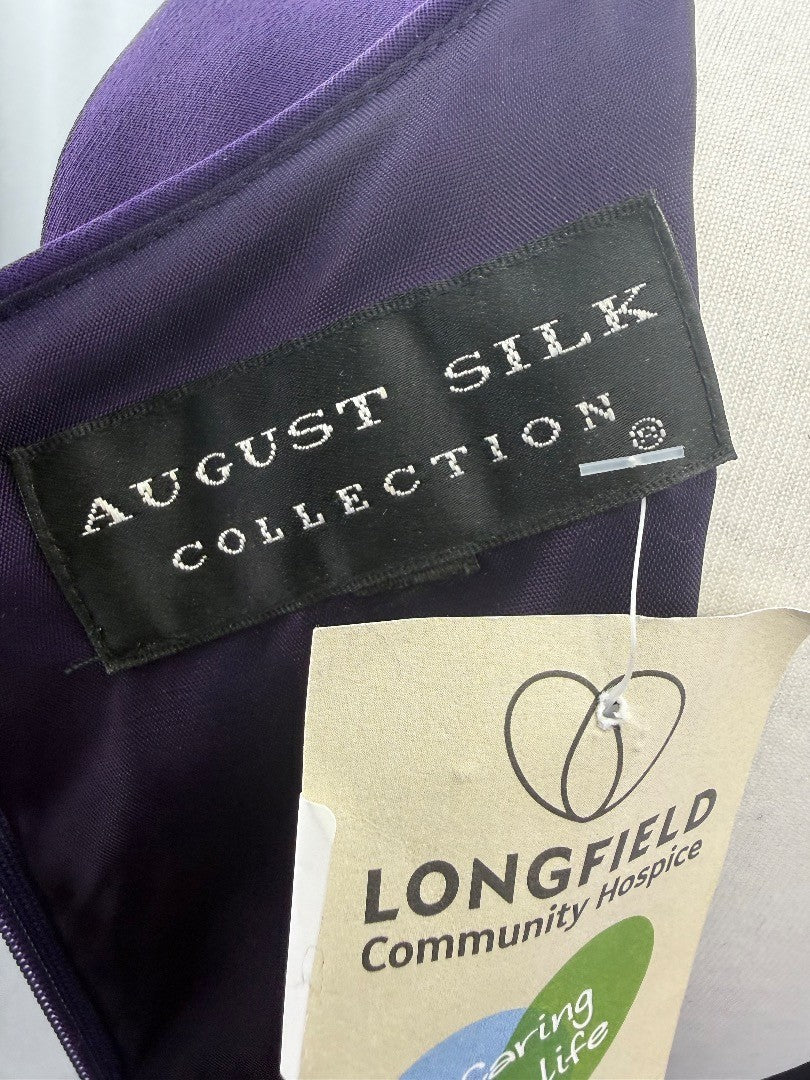 AUGUST SILK
COLLECTION®
LONGFIELD
Community Hospice
caring
life